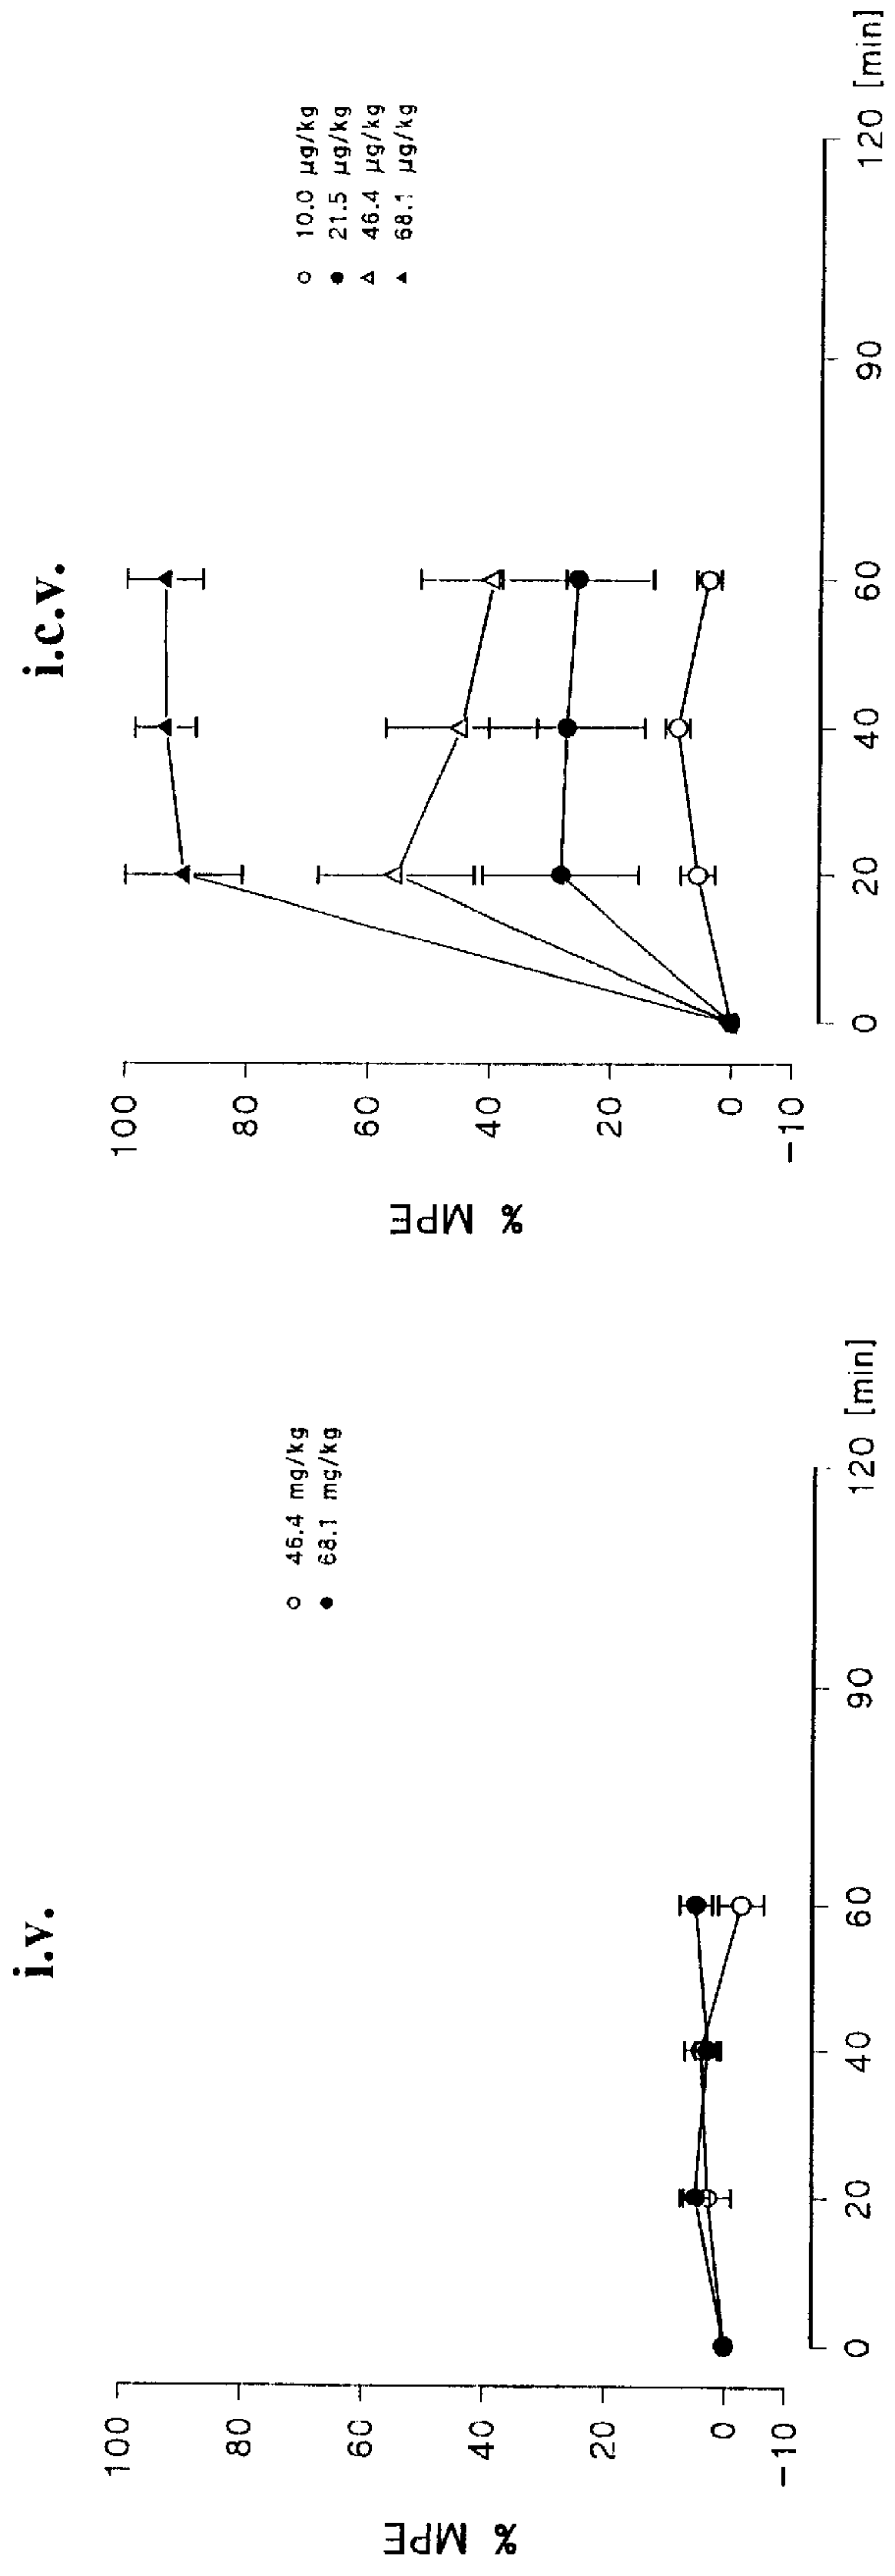 i.v.
46.4 mg/kg
68.1 mg/kg
% MPE
100
80
60
40
20
0
-10
0 20 40 60 90 120 [min]
i.c.v.
10.0 µg/kg
21.5 µg/kg
46.4 µg/kg
68.1 µg/kg
% MPE
100
80
60
40
20
0
-10
0 20 40 60 90 120 [min]